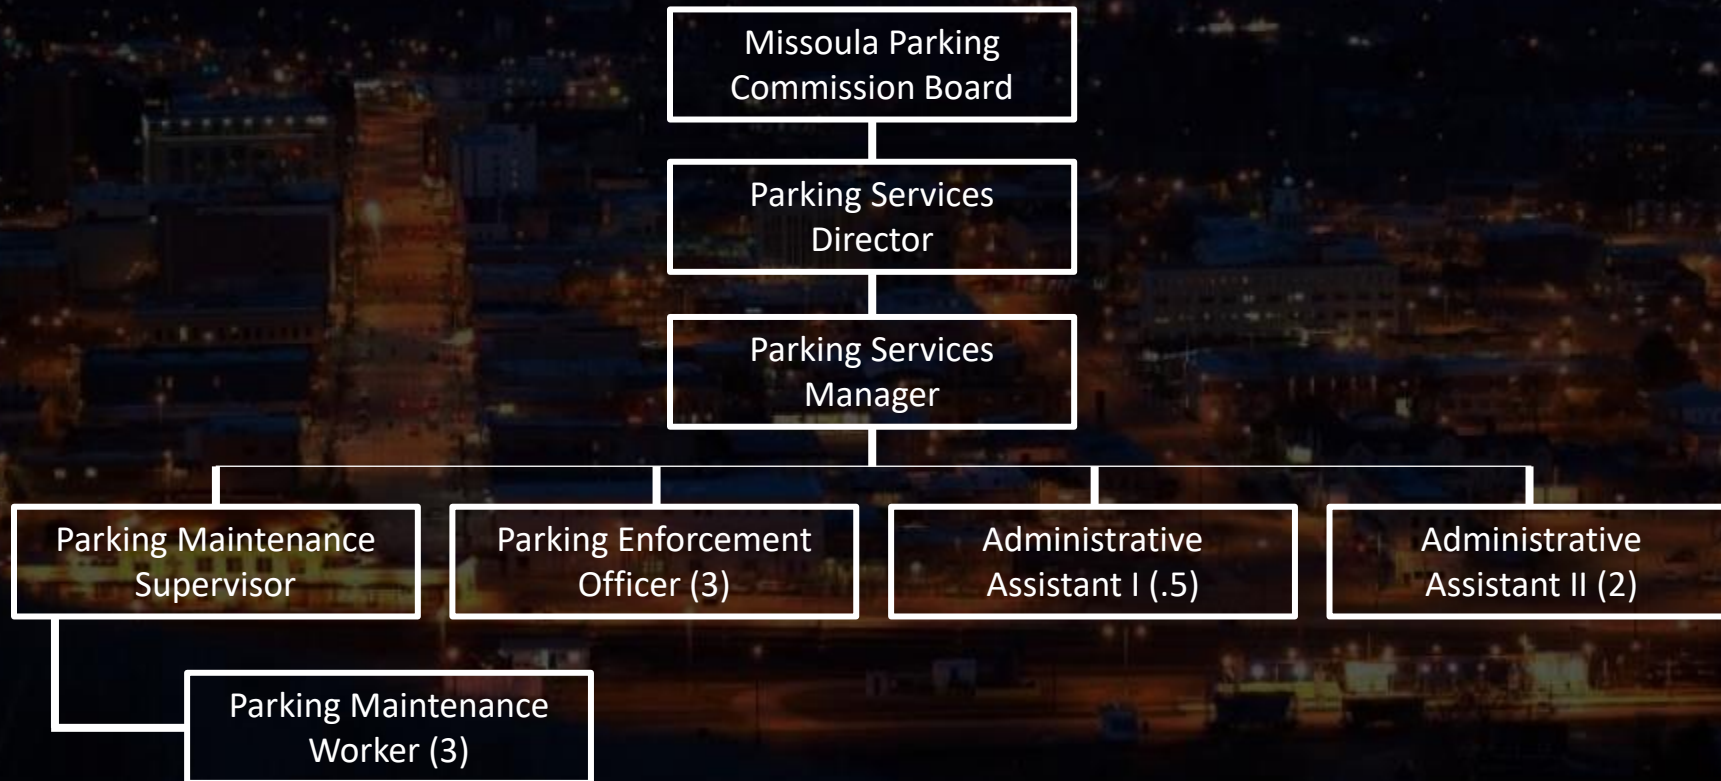 Missoula Parking
Commission Board
Parking Services
Director
Parking Services
Manager
Parking Maintenance
Supervisor
Parking Enforcement
Officer (3)
Administrative
Assistant I (.5)
Administrative
Assistant II (2)
Parking Maintenance
Worker (3)